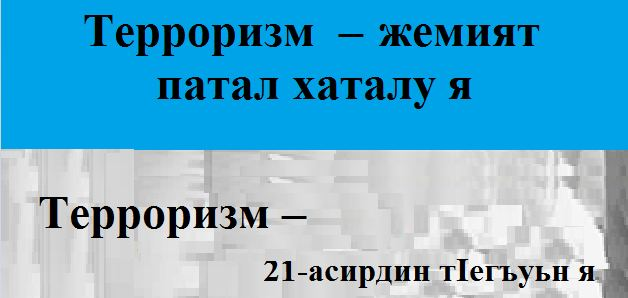 Терроризм – жемият
патал хаталу я
Терроризм –
21-асирдин тIегъуьн я